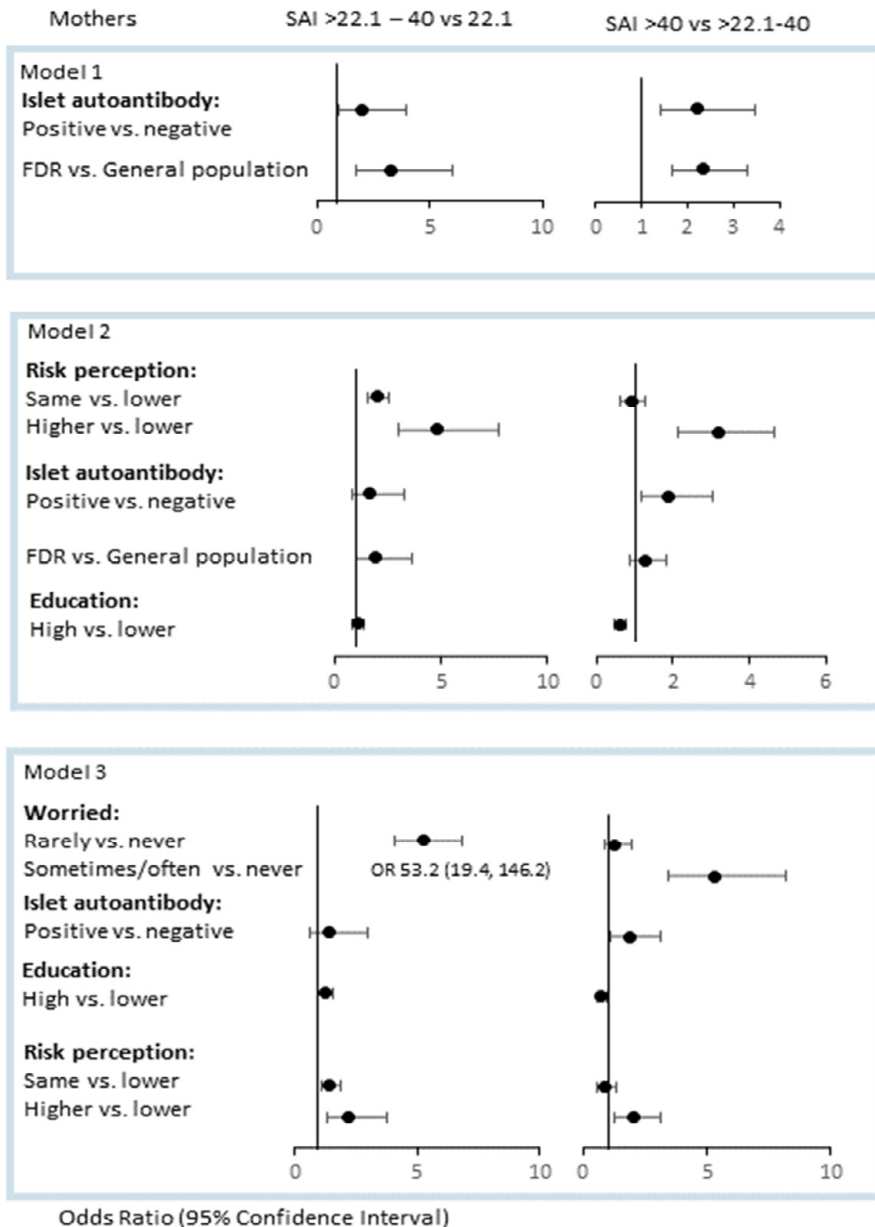 Mothers SAI >22.1 – 40 vs 22.1 SAI >40 vs >22.1-40
Model 1
Islet autoantibody:
Positive vs. negative
FDR vs. General population
0 5 10 0 1 2 3 4
Model 2
Risk perception:
Same vs. lower
Higher vs. lower
Islet autoantibody:
Positive vs. negative
FDR vs. General population
Education:
High vs. lower
0 5 10 0 2 4 6
Model 3
Worried:
Rarely vs. never
Sometimes/often vs. never OR 53.2 (19.4, 146.2)
Islet autoantibody:
Positive vs. negative
Education:
High vs. lower
Risk perception:
Same vs. lower
Higher vs. lower
0 5 10 0 5 10
Odds Ratio (95% Confidence Interval)